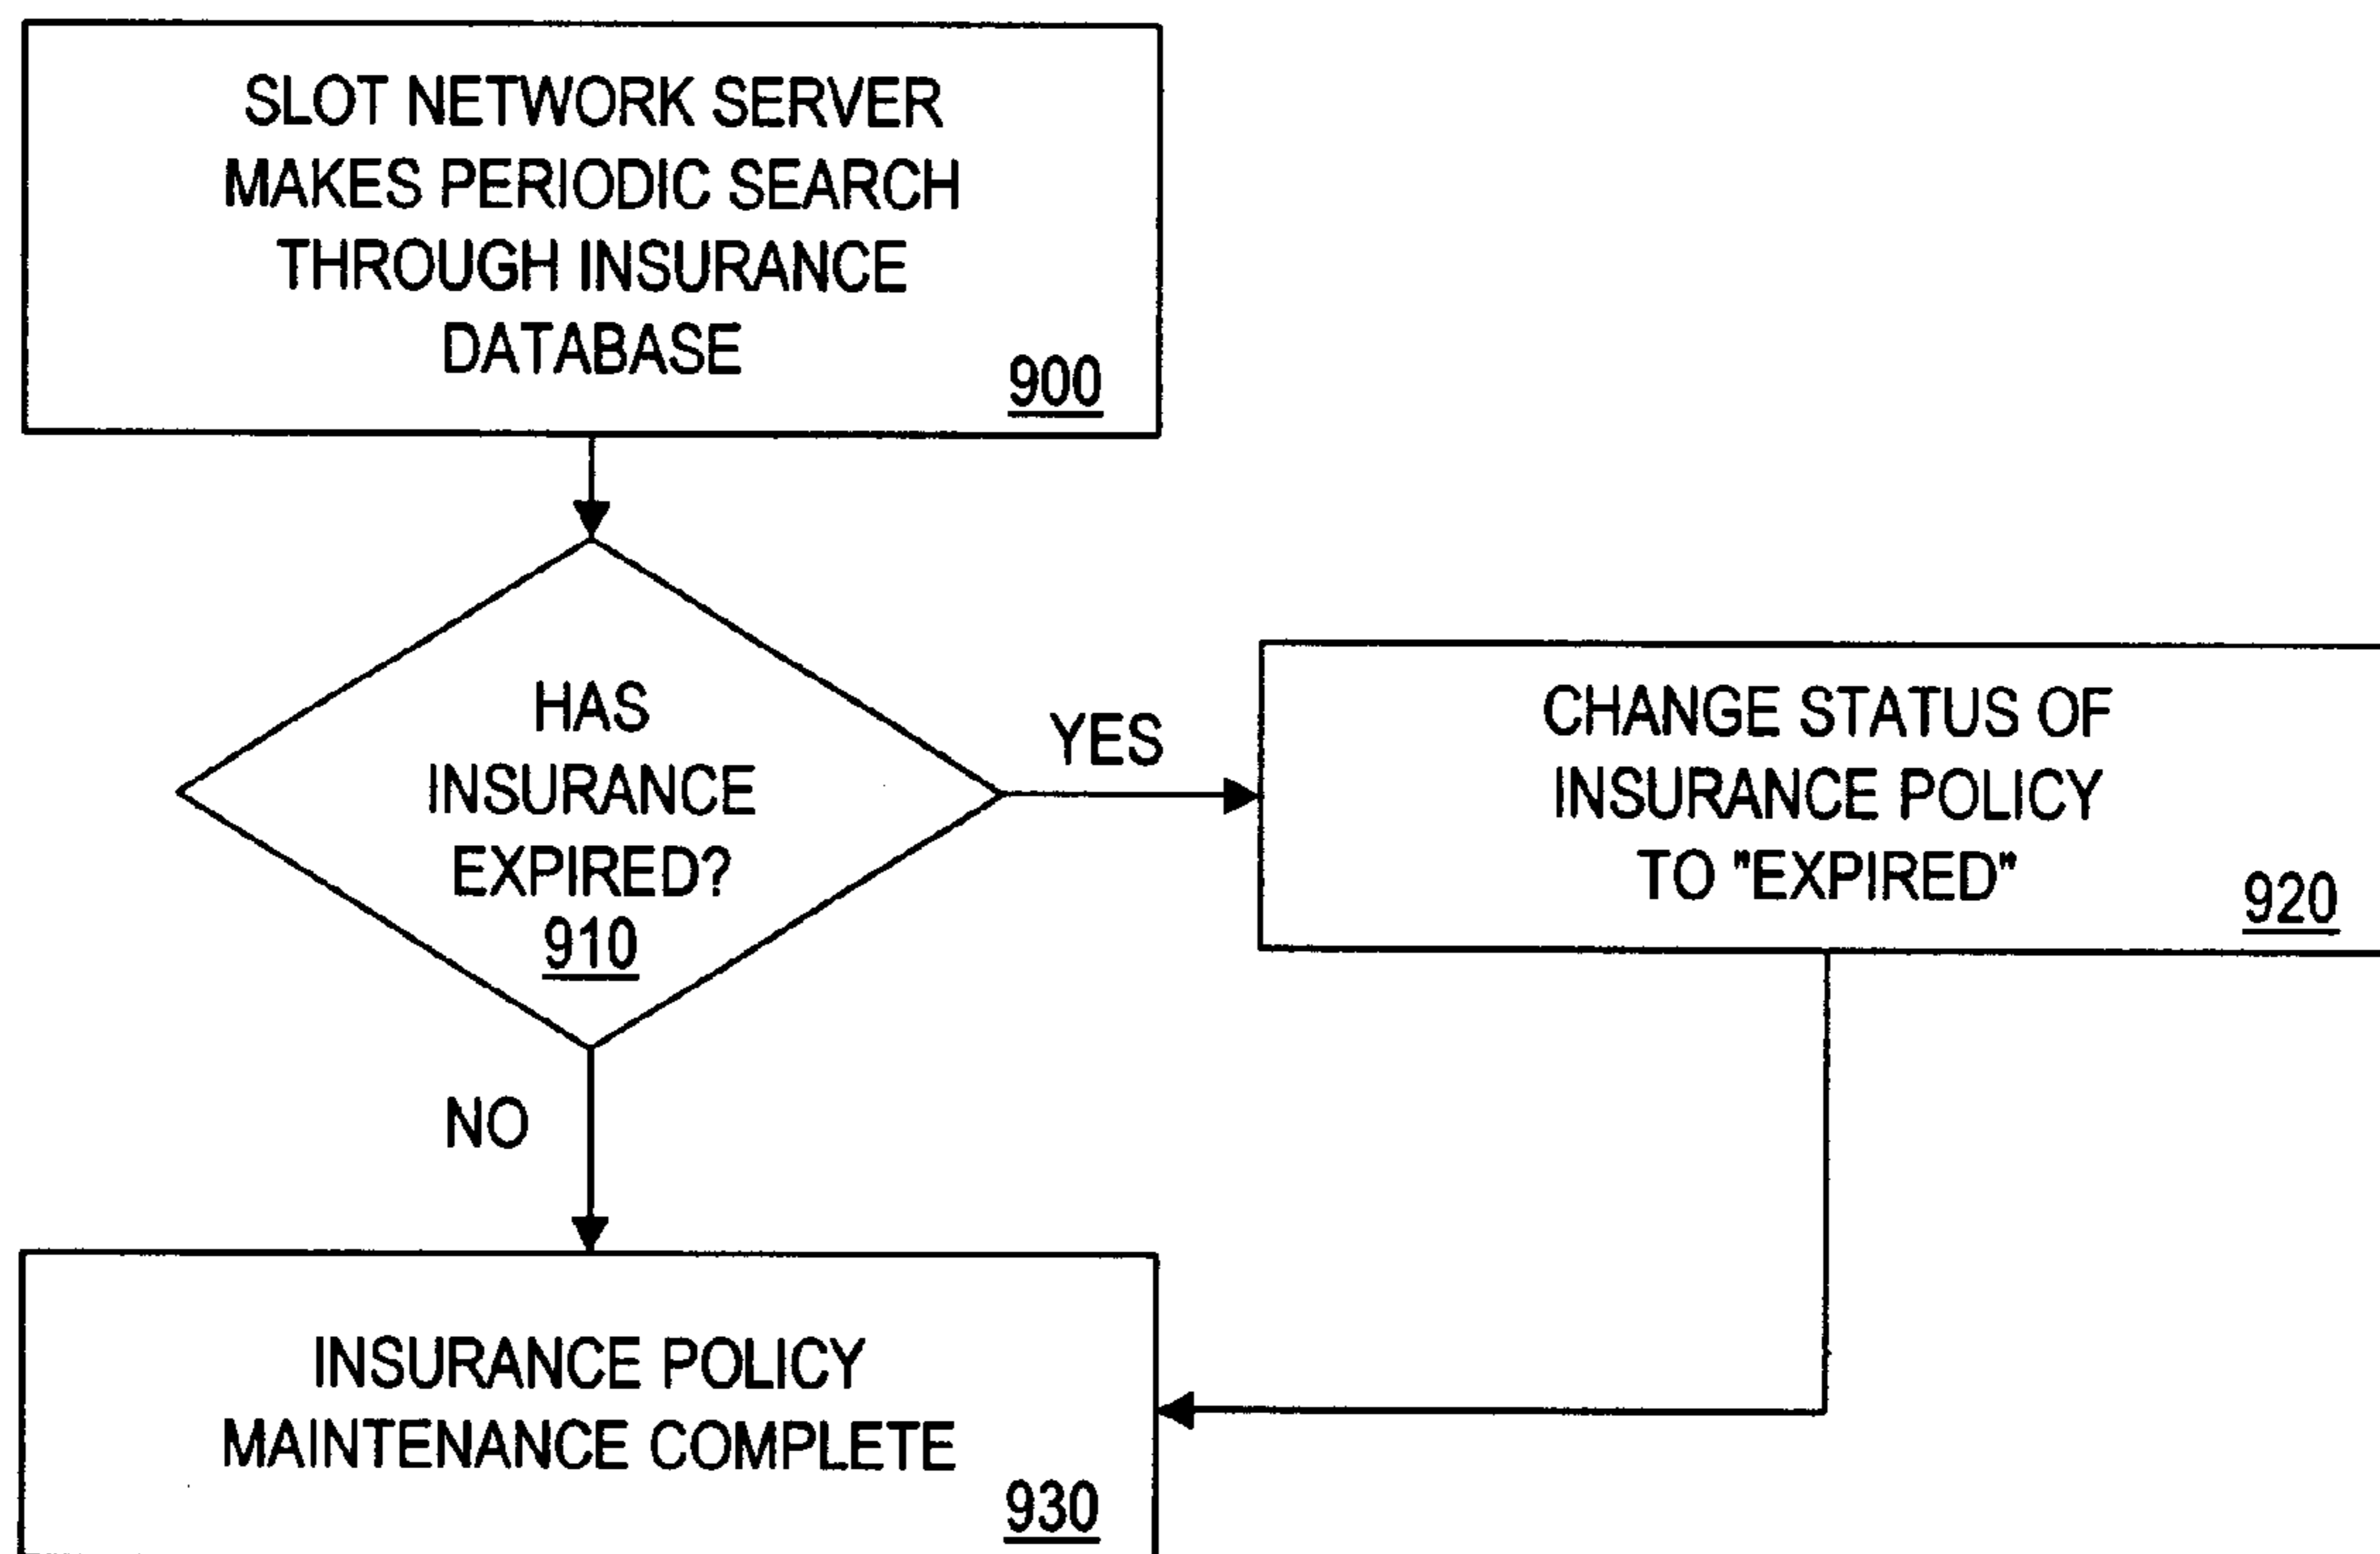 SLOT NETWORK SERVER
MAKES PERIODIC SEARCH
THROUGH INSURANCE
DATABASE
900
HAS
INSURANCE
EXPIRED?
910
YES
CHANGE STATUS OF
INSURANCE POLICY
TO "EXPIRED"
920
NO
INSURANCE POLICY
MAINTENANCE COMPLETE
930